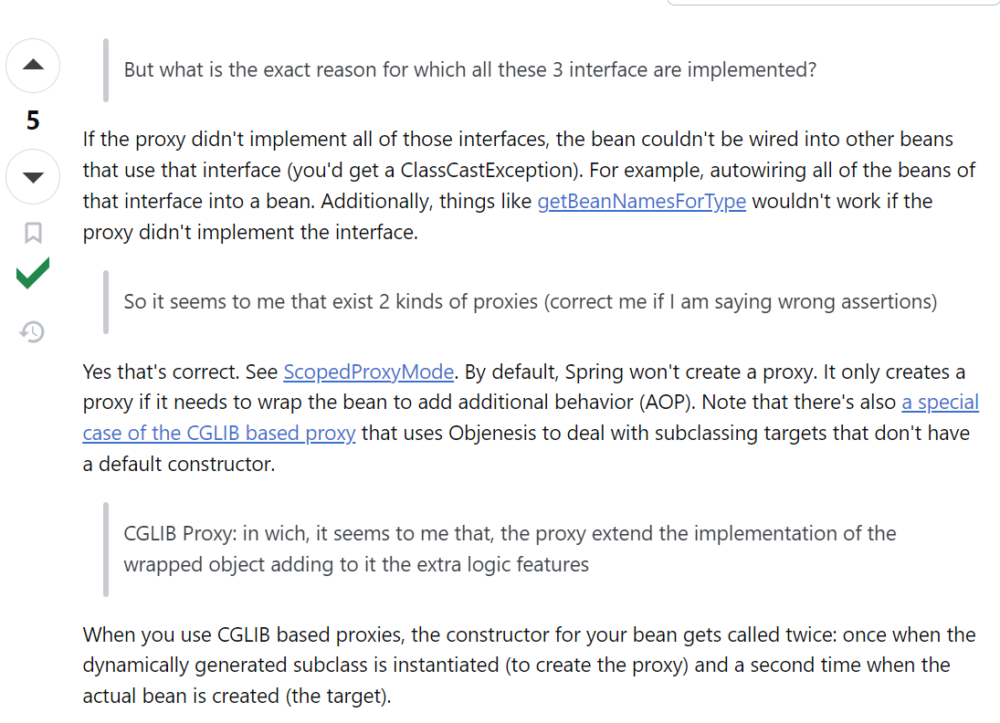 But what is the exact reason for which all these 3 interface are implemented?
5
If the proxy didn't implement all of those interfaces, the bean couldn't be wired into other beans
that use that interface (you'd get a ClassCastException). For example, autowiring all of the beans of
that interface into a bean. Additionally, things like getBeanNamesForType wouldn't work if the
proxy didn't implement the interface.
So it seems to me that exist 2 kinds of proxies (correct me if I am saying wrong assertions)
Yes that's correct. See ScopedProxyMode. By default, Spring won't create a proxy. It only creates a
proxy if it needs to wrap the bean to add additional behavior (AOP). Note that there's also a special
case of the CGLIB based proxy that uses Objenesis to deal with subclassing targets that don't have
a default constructor.
CGLIB Proxy: in wich, it seems to me that, the proxy extend the implementation of the
wrapped object adding to it the extra logic features
When you use CGLIB based proxies, the constructor for your bean gets called twice: once when the
dynamically generated subclass is instantiated (to create the proxy) and a second time when the
actual bean is created (the target).